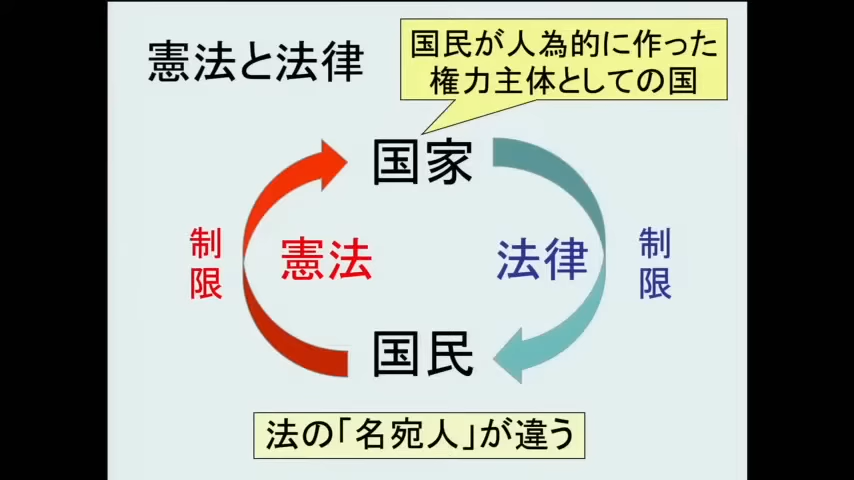 憲法と法律
国民が人為的に作った
権力主体としての国
国家
制限
憲法
法律
制限
国民
法の「名宛人」が違う